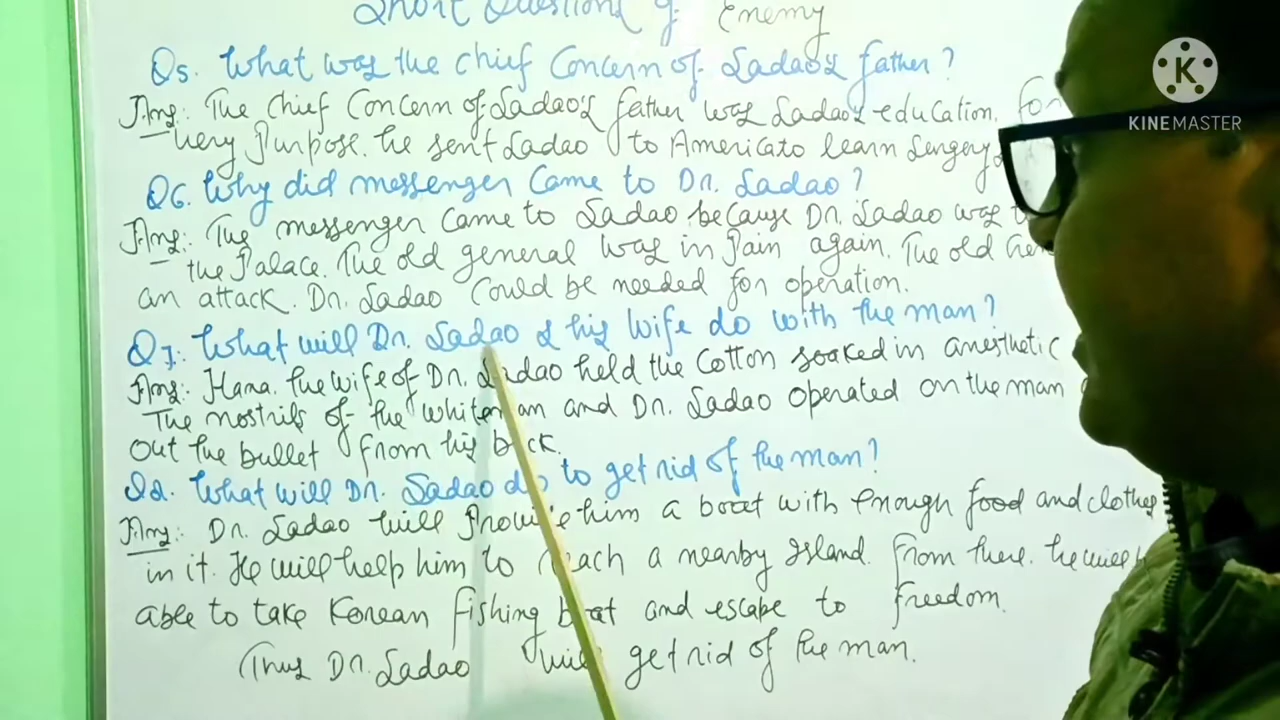 Short Questions of Enemy
Q5. What was the chief Concern of Sadao's father?
Ans: The chief Concern of Sadao's father was Sadao's education. For
very purpose. he sent Sadao to Americato learn Surgery
Q6. Why did messenger Came to Dr. Sadao?
Ans: The messenger Came to Sadao because Dr. Sadao was
the palace. The old general was in pain again. The old
an attack. Dr. Sadao Could be needed for operation.
Q7: What will Dr. Sadao & his wife do with the man?
Ans: Hana. the wife of Dr. Sadao held the Cotton soaked in anesthetic
The nostrils of the whiteman and Dr. Sadao operated on the man
out the bullet from his back.
What will Dr. Sadao do to get rid of the man?
Ans: Dr. Sadao will provide him a boat with enough food and clothes
in it. He will help him to reach a nearby Island. from there. he will
able to take Korean fishing boat and escape to freedom.
Thus Dr. Sadao will get rid of the man.
K
KINEMASTER